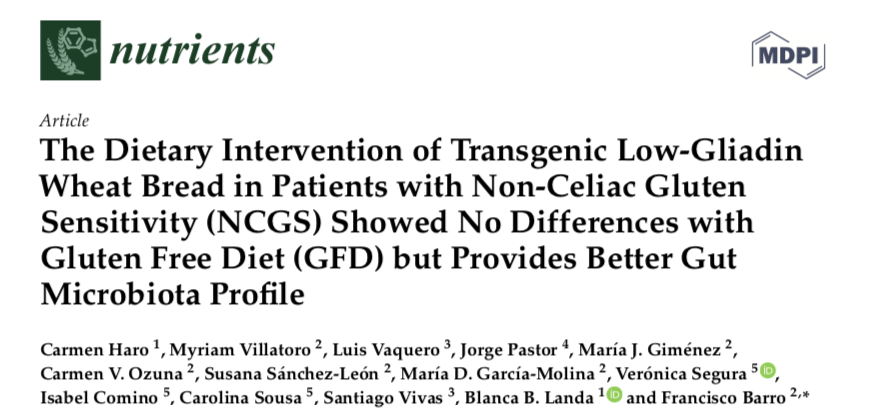 nutrients
MDPI
Article
The Dietary Intervention of Transgenic Low-Gliadin
Wheat Bread in Patients with Non-Celiac Gluten
Sensitivity (NCGS) Showed No Differences with
Gluten Free Diet (GFD) but Provides Better Gut
Microbiota Profile
Carmen Haro 1, Myriam Villatoro 2, Luis Vaquero 3, Jorge Pastor 4, María J. Giménez 2,
Carmen V. Ozuna 2, Susana Sánchez-León 2, María D. García-Molina 2, Verónica Segura 5 iD,
Isabel Comino 5, Carolina Sousa 5, Santiago Vivas 3, Blanca B. Landa 1 iD and Francisco Barro 2,*